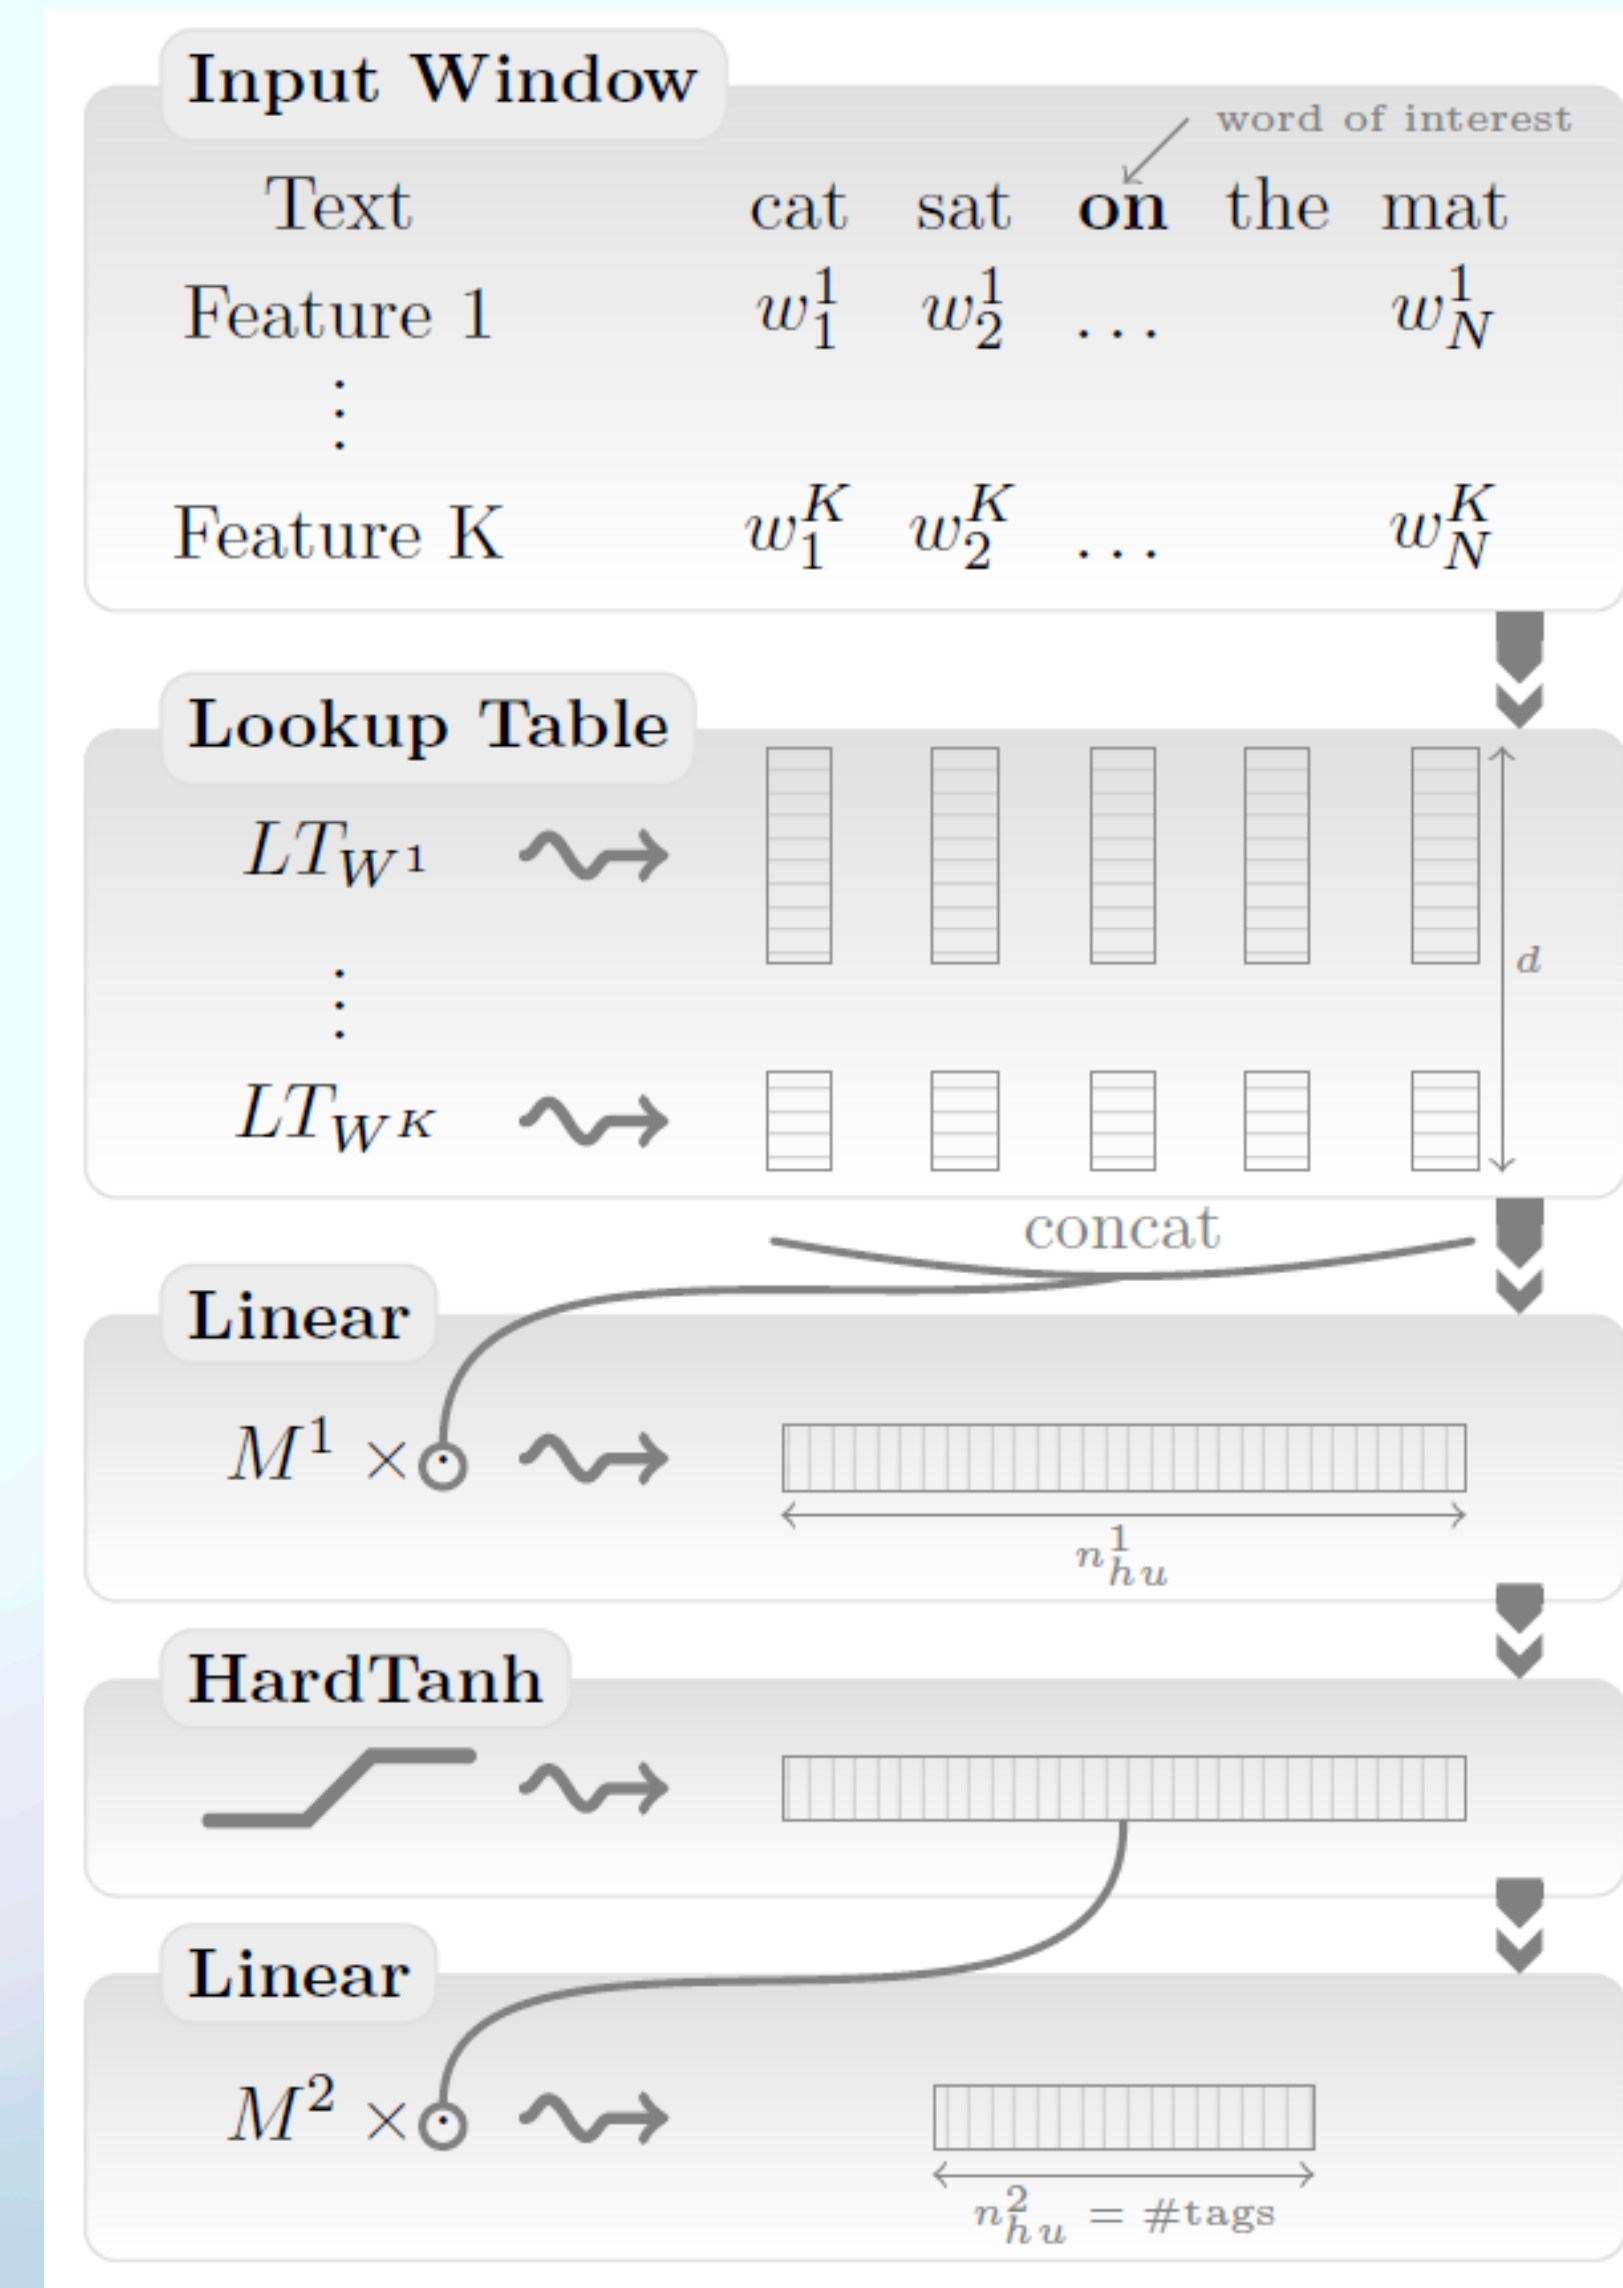 Input Window
word of interest
Text cat sat on the mat
Feature 1 w_1^1 w_2^1 ... w_N^1
⋮
Feature K w_1^K w_2^K ... w_N^K
Lookup Table
LT_{W^1}
d
⋮
LT_{W^K}
concat
Linear
M^1 × ·
n_{hu}^1
HardTanh
Linear
M^2 × ·
n_{hu}^2 = #tags